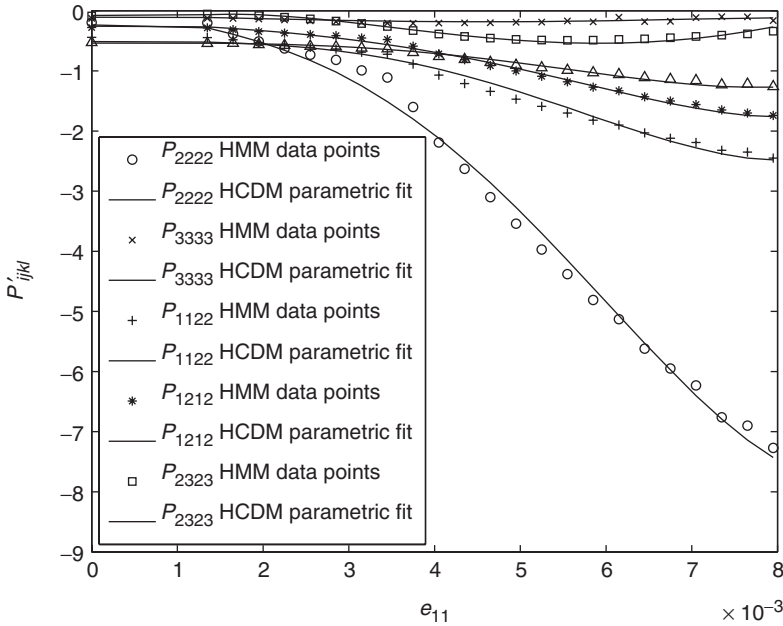 0
−1
−2
−3
−4
−5
−6
−7
−8
−9
P′ijkl
P2222 HMM data points
P2222 HCDM parametric fit
P3333 HMM data points
P3333 HCDM parametric fit
P1122 HMM data points
P1122 HCDM parametric fit
P1212 HMM data points
P1212 HCDM parametric fit
P2323 HMM data points
P2323 HCDM parametric fit
0 1 2 3 4 5 6 7 8
e11
× 10−3